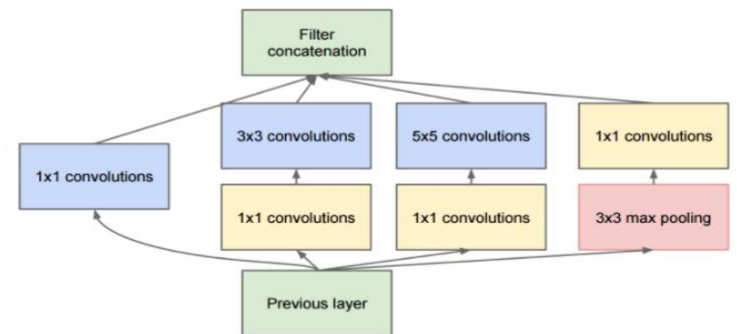 Filter
concatenation
3x3 convolutions
5x5 convolutions
1x1 convolutions
1x1 convolutions
1x1 convolutions
1x1 convolutions
3x3 max pooling
Previous layer